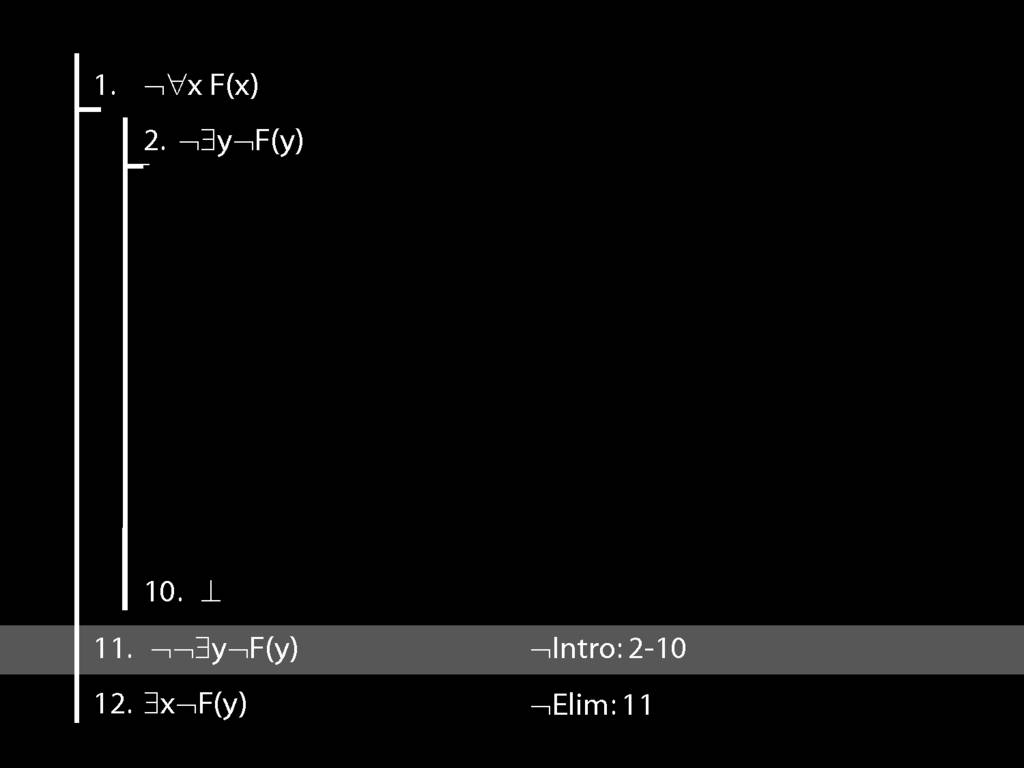 1. ¬∀x F(x)
2. ¬∃y¬F(y)
10. ⊥
11. ¬¬∃y¬F(y) ¬Intro: 2-10
12. ∃x¬F(y) ¬Elim: 11